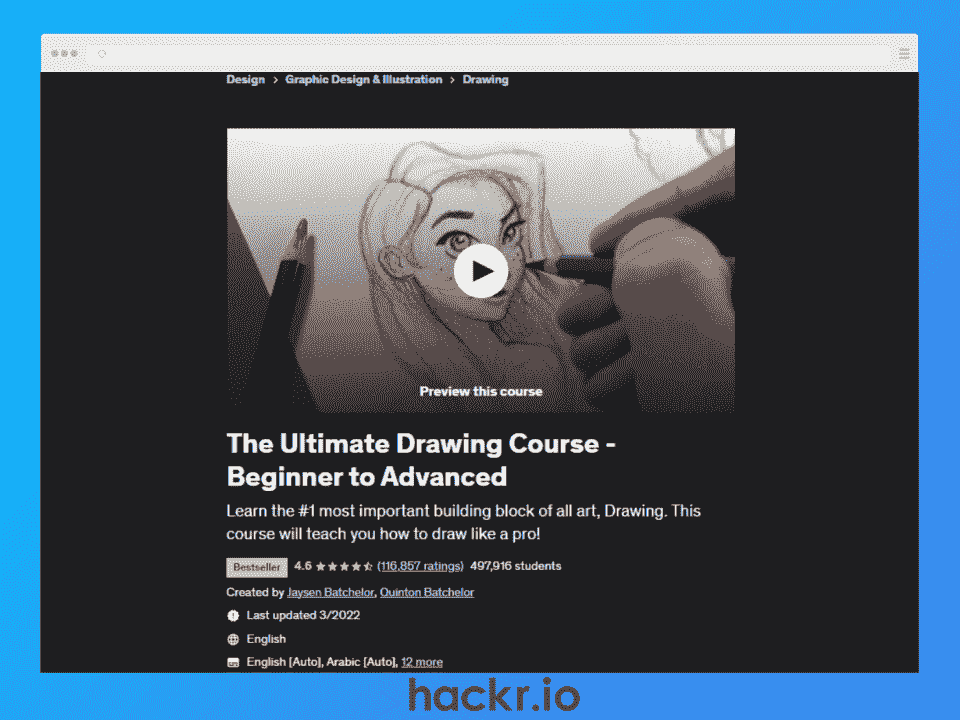 Design > Graphic Design & Illustration > Drawing
Preview this course
The Ultimate Drawing Course -
Beginner to Advanced
Learn the #1 most important building block of all art, Drawing. This
course will teach you how to draw like a pro!
Bestseller 4.6 (116,857 ratings) 497,916 students
Created by Jaysen Batchelor, Quinton Batchelor
Last updated 3/2022
English
English [Auto], Arabic [Auto], 12 more
hackr.io